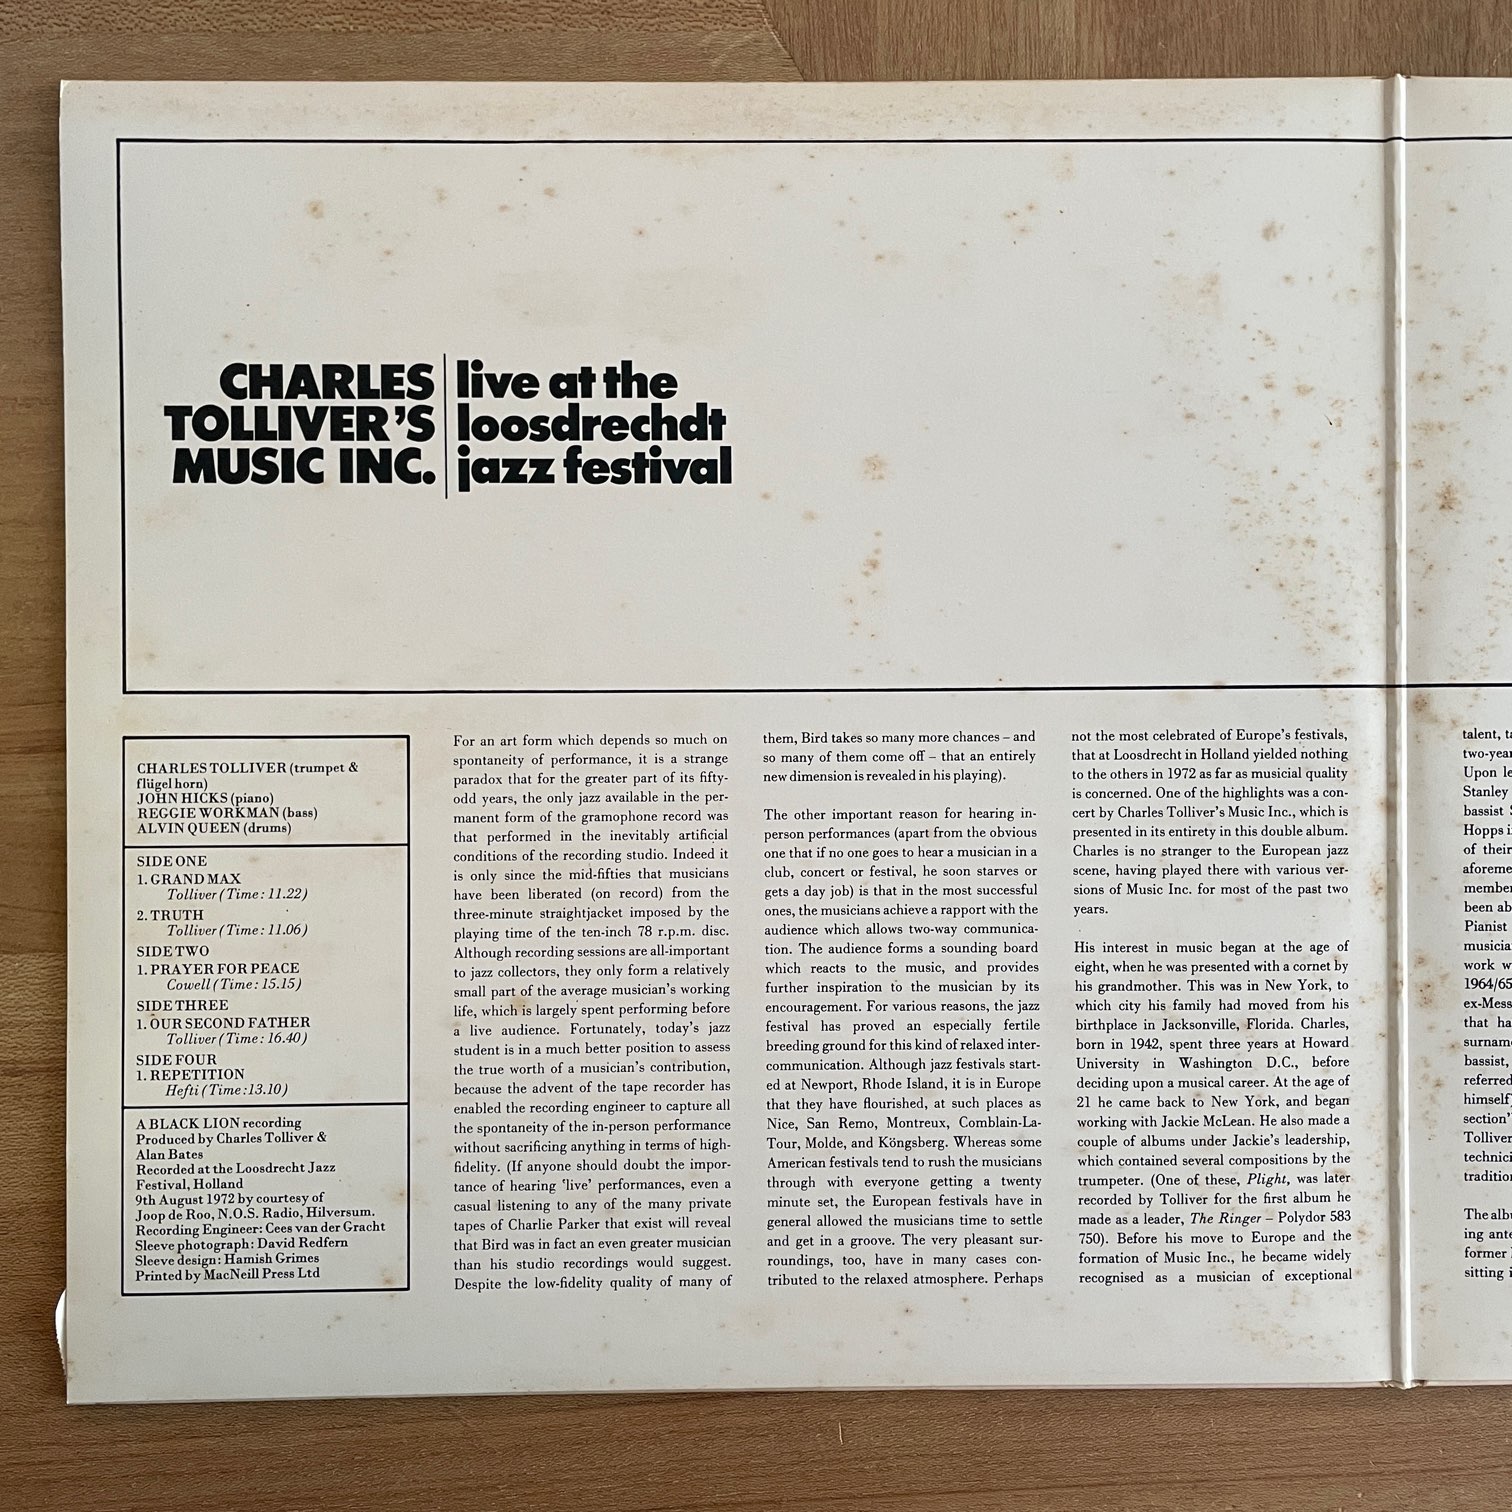 CHARLES
TOLLIVER'S
MUSIC INC.
live at the
loosdrechdt
jazz festival
CHARLES TOLLIVER (trumpet &
flügel horn)
JOHN HICKS (piano)
REGGIE WORKMAN (bass)
ALVIN QUEEN (drums)
SIDE ONE
1. GRAND MAX
Tolliver (Time: 11.22)
2. TRUTH
Tolliver (Time: 11.06)
SIDE TWO
1. PRAYER FOR PEACE
Cowell (Time: 15.15)
SIDE THREE
1. OUR SECOND FATHER
Tolliver (Time: 16.40)
SIDE FOUR
1. REPETITION
Hefti (Time: 13.10)
A BLACK LION recording
Produced by Charles Tolliver &
Alan Bates
Recorded at the Loosdrecht Jazz
Festival, Holland
9th August 1972 by courtesy of
Joop de Roo, N.O.S. Radio, Hilversum.
Recording Engineer: Cees van der Gracht
Sleeve photograph: David Redfern
Sleeve design: Hamish Grimes
Printed by MacNeill Press Ltd
For an art form which depends so much on
spontaneity of performance, it is a strange
paradox that for the greater part of its fifty-
odd years, the only jazz available in the per-
manent form of the gramophone record was
that performed in the inevitably artificial
conditions of the recording studio. Indeed it
is only since the mid-fifties that musicians
have been liberated (on record) from the
three-minute straightjacket imposed by the
playing time of the ten-inch 78 r.p.m. disc.
Although recording sessions are all-important
to jazz collectors, they only form a relatively
small part of the average musician's working
life, which is largely spent performing before
a live audience. Fortunately, today's jazz
student is in a much better position to assess
the true worth of a musician's contribution,
because the advent of the tape recorder has
enabled the recording engineer to capture all
the spontaneity of the in-person performance
without sacrificing anything in terms of high-
fidelity. (If anyone should doubt the impor-
tance of hearing 'live' performances, even a
casual listening to any of the many private
tapes of Charlie Parker that exist will reveal
that Bird was in fact an even greater musician
than his studio recordings would suggest.
Despite the low-fidelity quality of many of
them, Bird takes so many more chances – and
so many of them come off – that an entirely
new dimension is revealed in his playing).
The other important reason for hearing in-
person performances (apart from the obvious
one that if no one goes to hear a musician in a
club, concert or festival, he soon starves or
gets a day job) is that in the most successful
ones, the musicians achieve a rapport with the
audience which allows two-way communica-
tion. The audience forms a sounding board
which reacts to the music, and provides
further inspiration to the musician by its
encouragement. For various reasons, the jazz
festival has proved an especially fertile
breeding ground for this kind of relaxed inter-
communication. Although jazz festivals start-
ed at Newport, Rhode Island, it is in Europe
that they have flourished, at such places as
Nice, San Remo, Montreux, Comblain-La-
Tour, Molde, and Köngsberg. Whereas some
American festivals tend to rush the musicians
through with everyone getting a twenty
minute set, the European festivals have in
general allowed the musicians time to settle
and get in a groove. The very pleasant sur-
roundings, too, have in many cases con-
tributed to the relaxed atmosphere. Perhaps
not the most celebrated of Europe's festivals,
that at Loosdrecht in Holland yielded nothing
to the others in 1972 as far as musicial quality
is concerned. One of the highlights was a con-
cert by Charles Tolliver's Music Inc., which is
presented in its entirety in this double album.
Charles is no stranger to the European jazz
scene, having played there with various ver-
sions of Music Inc. for most of the past two
years.
His interest in music began at the age of
eight, when he was presented with a cornet by
his grandmother. This was in New York, to
which city his family had moved from his
birthplace in Jacksonville, Florida. Charles,
born in 1942, spent three years at Howard
University in Washington D.C., before
deciding upon a musical career. At the age of
21 he came back to New York, and began
working with Jackie McLean. He also made a
couple of albums under Jackie's leadership,
which contained several compositions by the
trumpeter. (One of these, Plight, was later
recorded by Tolliver for the first album he
made as a leader, The Ringer – Polydor 583
750). Before his move to Europe and the
formation of Music Inc., he became widely
recognised as a musician of exceptional
talent,
Upon
Stanley
bassist
Hopps
of their
been
Pianist
work
1964/65
that
bassist,
referred
himself
section'
Tolliver
The
ing
former
sitting